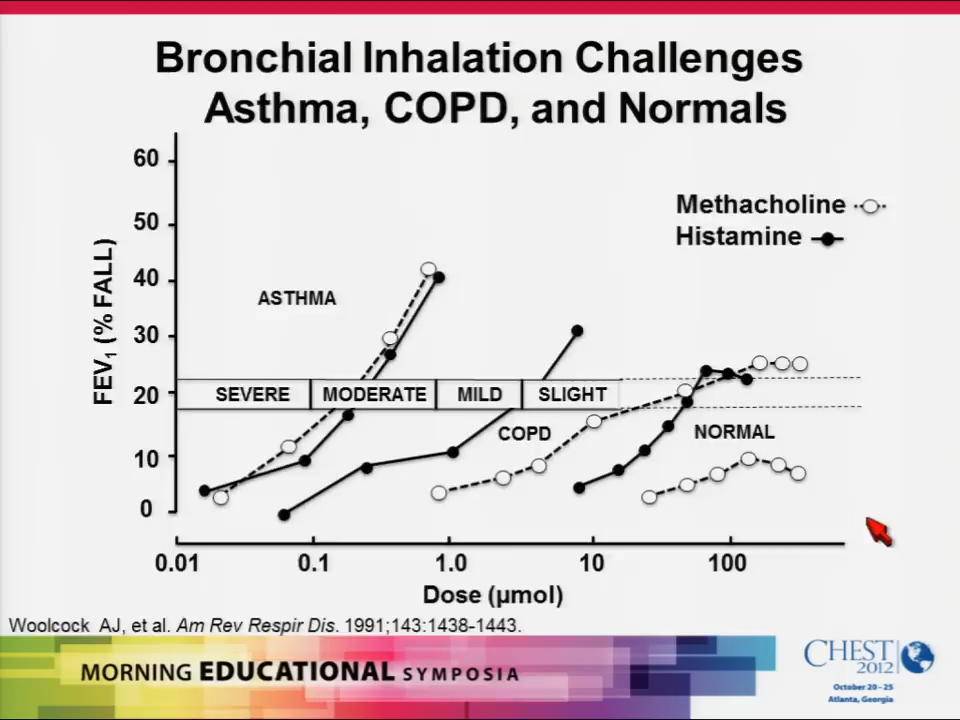 Bronchial Inhalation Challenges
Asthma, COPD, and Normals
60
50
40
30
20
10
0
FEV1 (% FALL)
Methacholine
Histamine
ASTHMA
SEVERE MODERATE MILD SLIGHT
COPD
NORMAL
0.01 0.1 1.0 10 100
Dose (µmol)
Woolcock AJ, et al. Am Rev Respir Dis. 1991;143:1438-1443.
MORNING EDUCATIONAL SYMPOSIA
CHEST
2012
October 20 - 25
Atlanta, Georgia